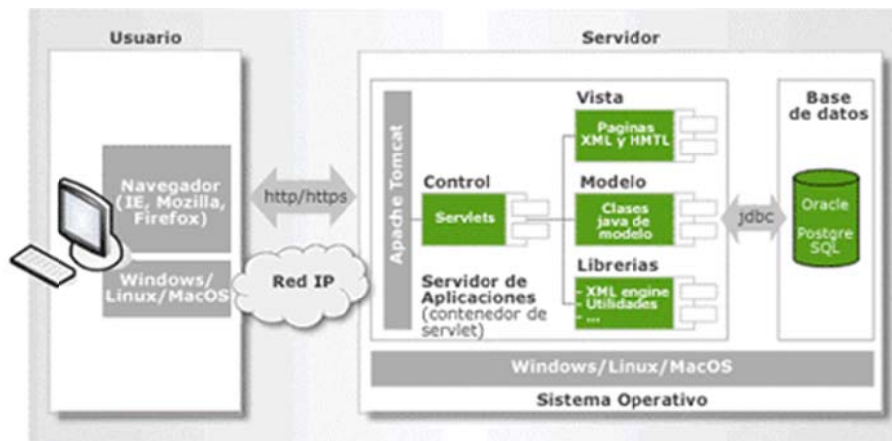 Usuario
Navegador
(IE, Mozilla,
Firefox)
Windows/
Linux/MacOS
http/https
Red IP
Servidor
Apache Tomcat
Control
Servlets
Servidor de
Aplicaciones
(contenedor de
servlet)
Vista
Paginas
XML y HMTL
Modelo
Clases
java de
modelo
Librerias
- XML engine
- Utilidades
- ...
jdbc
Base
de datos
Oracle
Postgre
SQL
Windows/Linux/MacOS
Sistema Operativo